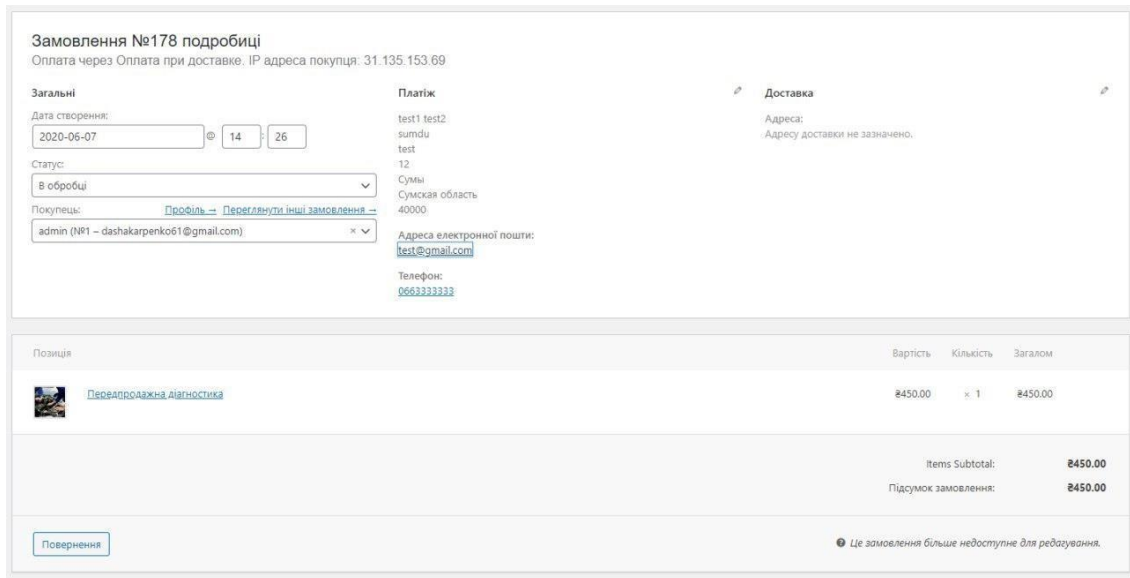 Замовлення №178 подробиці
Оплата через Оплата при доставке. IP адреса покупця: 31.135.153.69
Загальні
Дата створення:
2020-06-07 @ 14 : 26
Статус:
В обробці
Покупець: Профіль → Переглянути інші замовлення →
admin (№1 – dashakarpenko61@gmail.com) ×
Платіж
test1 test2
sumdu
test
12
Сумы
Сумская область
40000
Адреса електронної пошти:
test@gmail.com
Телефон:
0663333333
Доставка
Адреса:
Адресу доставки не зазначено.
Позиція Вартість Кількість Загалом
Передпродажна діагностика ₴450.00 × 1 ₴450.00
Items Subtotal: ₴450.00
Підсумок замовлення: ₴450.00
Повернення Це замовлення більше недоступне для редагування.